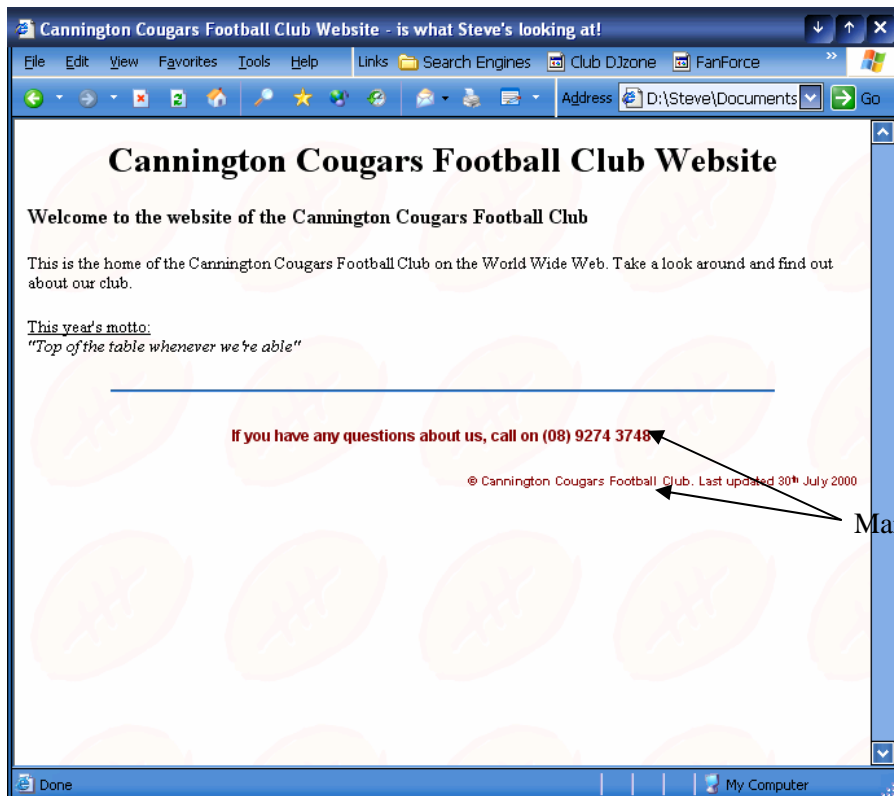 Cannington Cougars Football Club Website - is what Steve's looking at!
File Edit View Favorites Tools Help Links Search Engines Club DJzone FanForce »
Address D:\Steve\Documents Go
Cannington Cougars Football Club Website
Welcome to the website of the Cannington Cougars Football Club
This is the home of the Cannington Cougars Football Club on the World Wide Web. Take a look around and find out
about our club.
This year's motto:
"Top of the table whenever we're able"
If you have any questions about us, call on (08) 9274 3748
© Cannington Cougars Football Club. Last updated 30th July 2000
Done My Computer